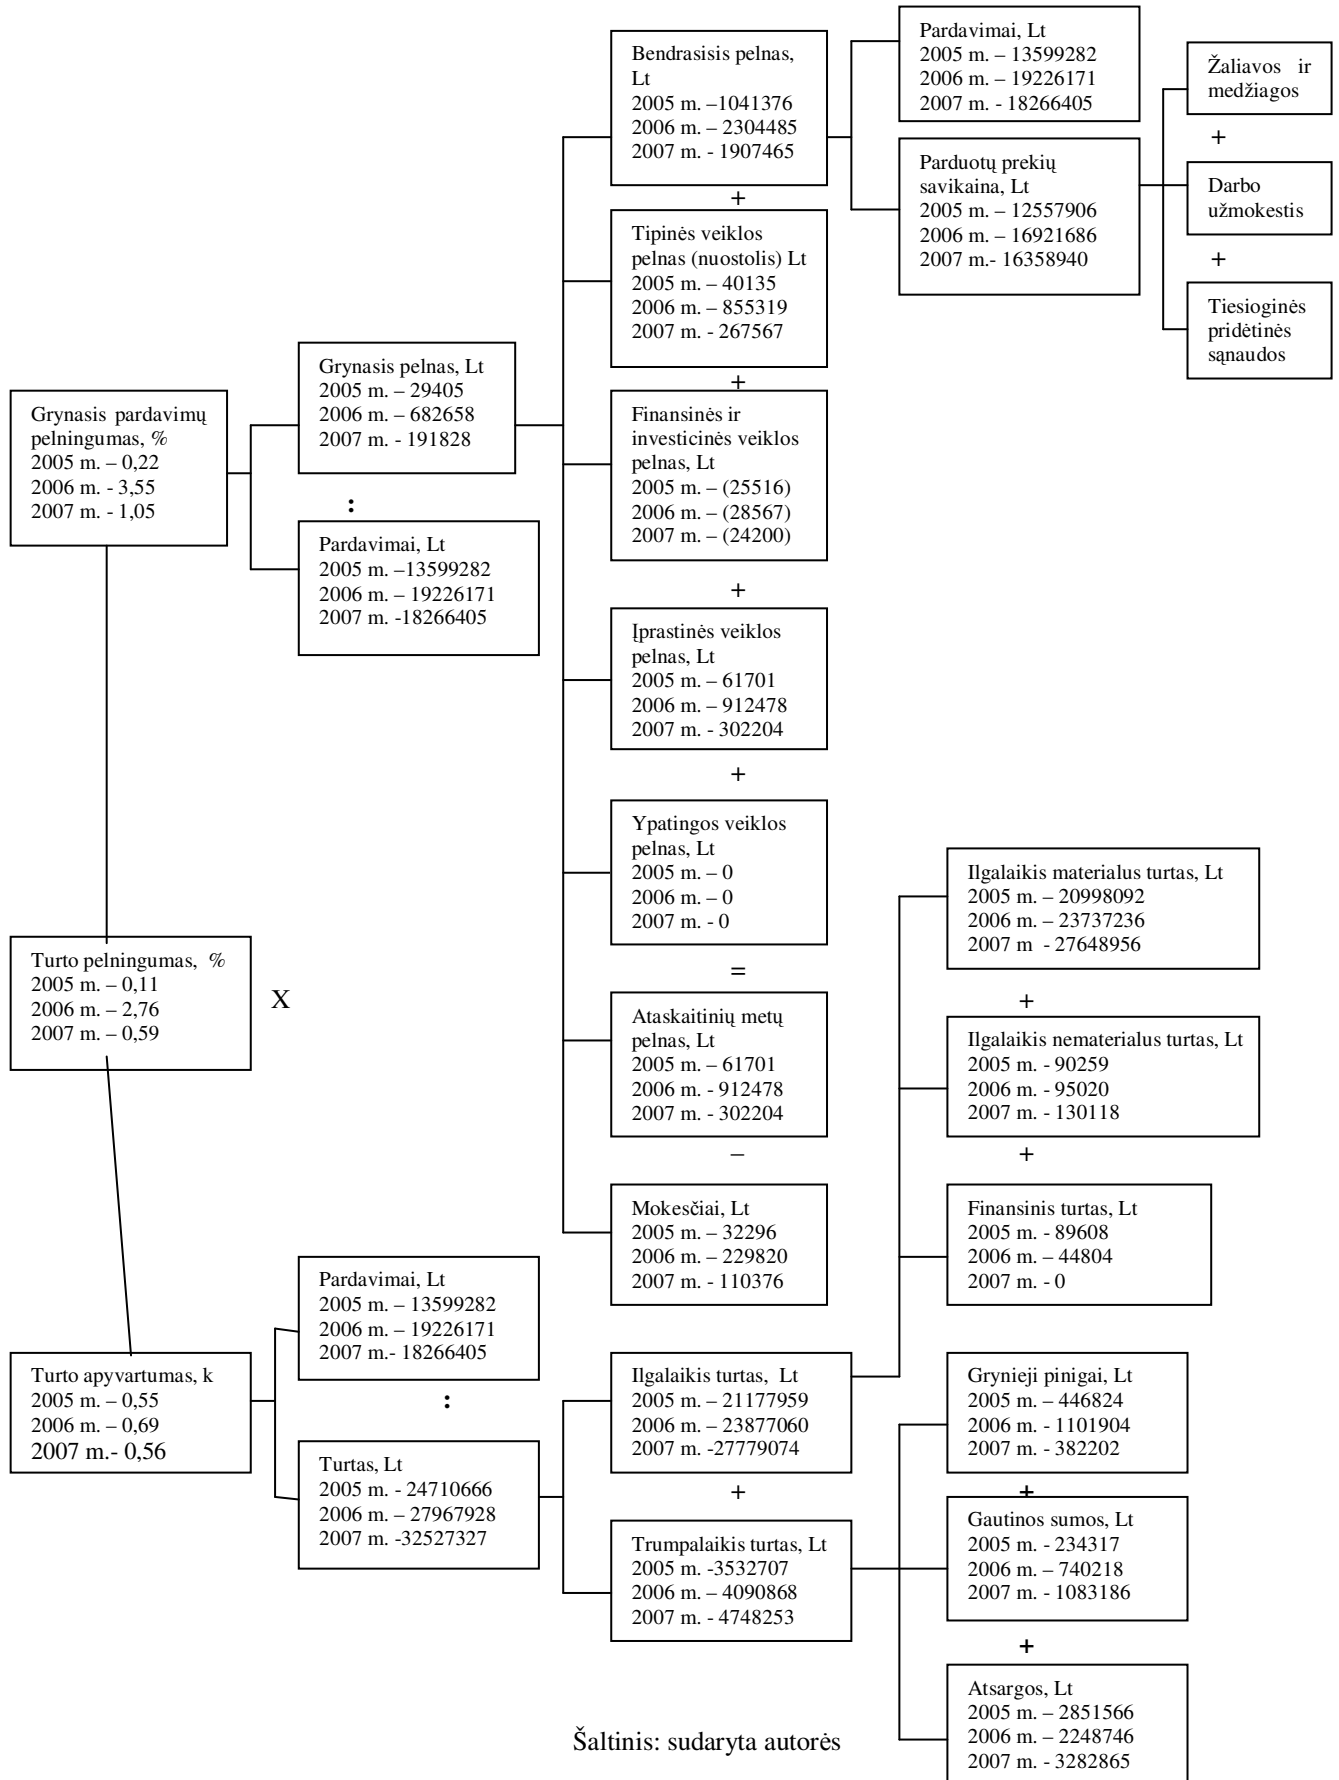 Grynasis pardavimų
pelningumas, %
2005 m. – 0,22
2006 m. - 3,55
2007 m. - 1,05
Turto pelningumas, %
2005 m. – 0,11
2006 m. – 2,76
2007 m. – 0,59
X
Turto apyvartumas, k
2005 m. – 0,55
2006 m. – 0,69
2007 m.- 0,56
Grynasis pelnas, Lt
2005 m. – 29405
2006 m. – 682658
2007 m. - 191828
:
Pardavimai, Lt
2005 m. –13599282
2006 m. – 19226171
2007 m. -18266405
Pardavimai, Lt
2005 m. – 13599282
2006 m. – 19226171
2007 m.- 18266405
:
Turtas, Lt
2005 m. - 24710666
2006 m. – 27967928
2007 m. -32527327
Bendrasisis pelnas,
Lt
2005 m. –1041376
2006 m. – 2304485
2007 m. - 1907465
+
Tipinės veiklos
pelnas (nuostolis) Lt
2005 m. – 40135
2006 m. – 855319
2007 m. - 267567
+
Finansinės ir
investicinės veiklos
pelnas, Lt
2005 m. – (25516)
2006 m. – (28567)
2007 m. – (24200)
+
Įprastinės veiklos
pelnas, Lt
2005 m. – 61701
2006 m. – 912478
2007 m. - 302204
+
Ypatingos veiklos
pelnas, Lt
2005 m. – 0
2006 m. – 0
2007 m. - 0
=
Ataskaitinių metų
pelnas, Lt
2005 m. – 61701
2006 m. - 912478
2007 m. - 302204
–
Mokesčiai, Lt
2005 m. – 32296
2006 m. – 229820
2007 m. - 110376
Ilgalaikis turtas, Lt
2005 m. – 21177959
2006 m. – 23877060
2007 m. -27779074
+
Trumpalaikis turtas, Lt
2005 m. -3532707
2006 m. – 4090868
2007 m. - 4748253
Pardavimai, Lt
2005 m. – 13599282
2006 m. – 19226171
2007 m. - 18266405
Parduotų prekių
savikaina, Lt
2005 m. – 12557906
2006 m. – 16921686
2007 m.- 16358940
Žaliavos ir
medžiagos
+
Darbo
užmokestis
+
Tiesioginės
pridėtinės
sąnaudos
Ilgalaikis materialus turtas, Lt
2005 m. – 20998092
2006 m. – 23737236
2007 m - 27648956
+
Ilgalaikis nematerialus turtas, Lt
2005 m. - 90259
2006 m. - 95020
2007 m. - 130118
+
Finansinis turtas, Lt
2005 m. - 89608
2006 m. – 44804
2007 m. - 0
Grynieji pinigai, Lt
2005 m. – 446824
2006 m. - 1101904
2007 m. - 382202
+
Gautinos sumos, Lt
2005 m. - 234317
2006 m. – 740218
2007 m. - 1083186
+
Atsargos, Lt
2005 m. – 2851566
2006 m. – 2248746
2007 m. - 3282865
Šaltinis: sudaryta autorės